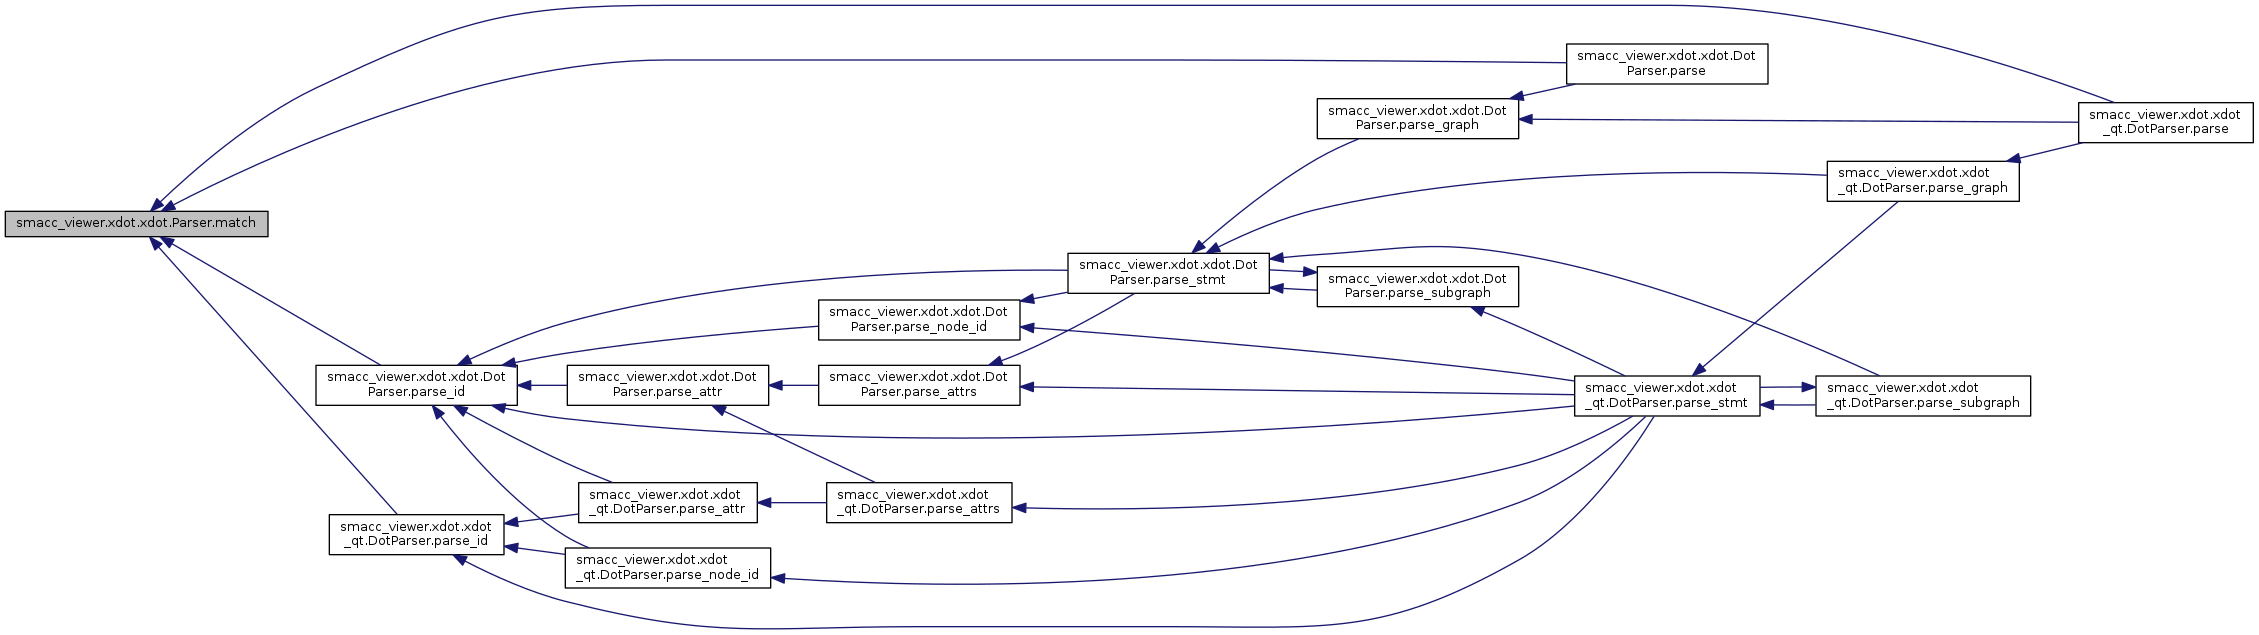 smacc_viewer.xdot.xdot.Dot
Parser.parse
smacc_viewer.xdot.xdot.Dot
Parser.parse_graph
smacc_viewer.xdot.xdot
_qt.DotParser.parse
smacc_viewer.xdot.xdot
_qt.DotParser.parse_graph
smacc_viewer.xdot.xdot.Parser.match
smacc_viewer.xdot.xdot.Dot
Parser.parse_stmt
smacc_viewer.xdot.xdot.Dot
Parser.parse_subgraph
smacc_viewer.xdot.xdot.Dot
Parser.parse_node_id
smacc_viewer.xdot.xdot.Dot
Parser.parse_id
smacc_viewer.xdot.xdot.Dot
Parser.parse_attr
smacc_viewer.xdot.xdot.Dot
Parser.parse_attrs
smacc_viewer.xdot.xdot
_qt.DotParser.parse_stmt
smacc_viewer.xdot.xdot
_qt.DotParser.parse_subgraph
smacc_viewer.xdot.xdot
_qt.DotParser.parse_attr
smacc_viewer.xdot.xdot
_qt.DotParser.parse_attrs
smacc_viewer.xdot.xdot
_qt.DotParser.parse_id
smacc_viewer.xdot.xdot
_qt.DotParser.parse_node_id